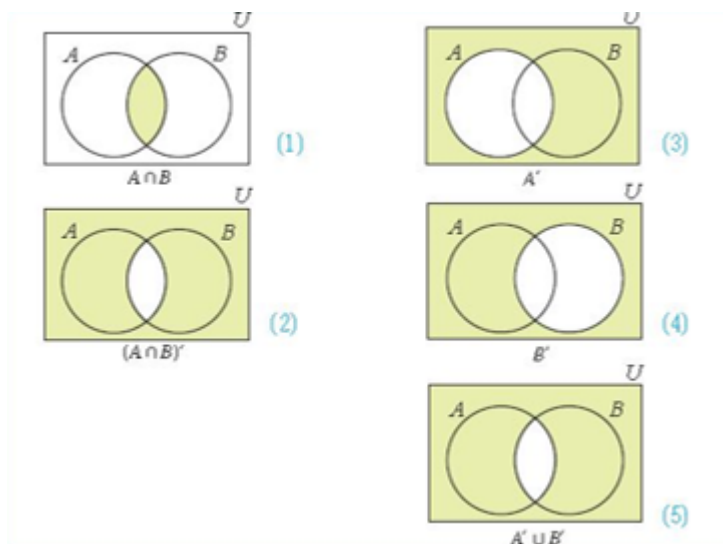 U
A B
(1)
A ∩ B
U
A B
(2)
(A ∩ B)′
U
A B
(3)
A′
U
A B
(4)
B′
U
A B
(5)
A′ ∪ B′